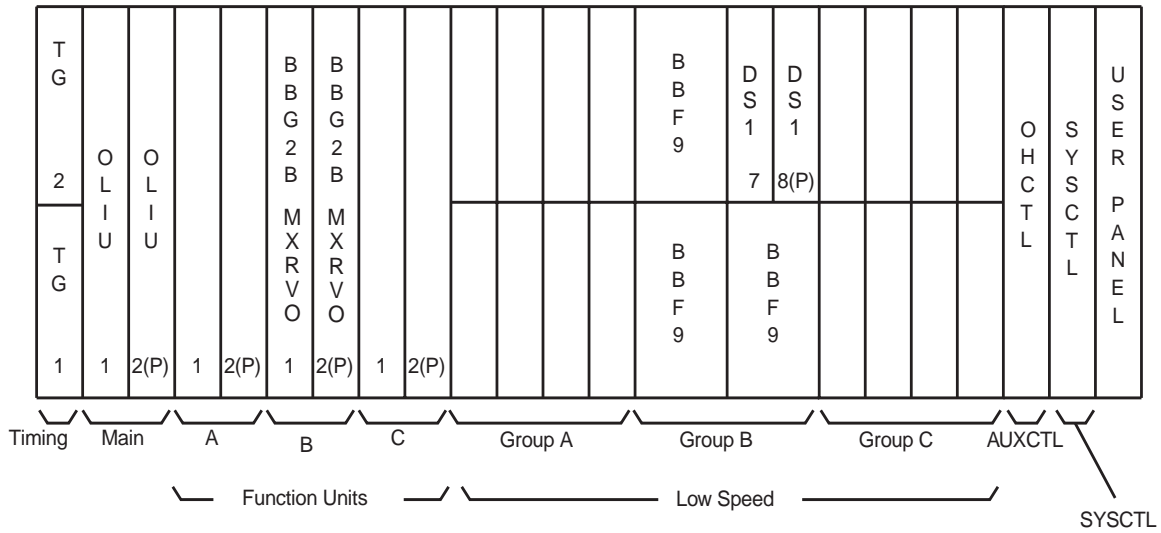 TG 2
TG 1
OLIU 1
OLIU 2(P)
1
2(P)
BBG2B MXRVO 1
BBG2B MXRVO 2(P)
1
2(P)
BBF9
DS1 7
DS1 8(P)
BBF9
BBF9
OHCTL
SYSCTL
USER PANEL
Timing
Main
A
B
C
Group A
Group B
Group C
AUXCTL
Function Units
Low Speed
SYSCTL